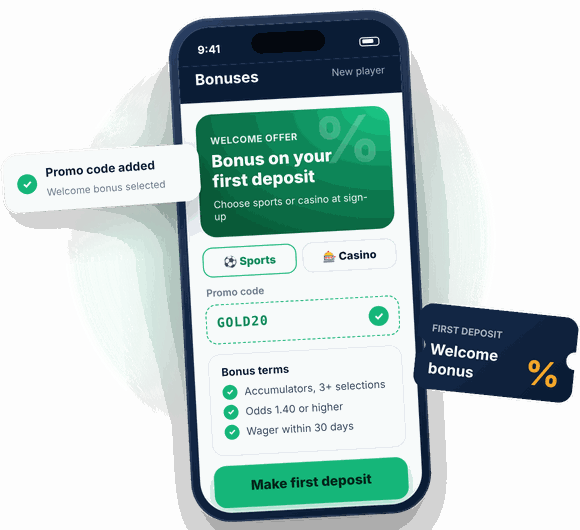 9:41
Bonuses
New player
WELCOME OFFER
%
Bonus on your
first deposit
Choose sports or casino at sign-
up
Promo code added
Welcome bonus selected
Sports
Casino
Promo code
GOLD20
FIRST DEPOSIT
Welcome
bonus
%
Bonus terms
Accumulators, 3+ selections
Odds 1.40 or higher
Wager within 30 days
Make first deposit